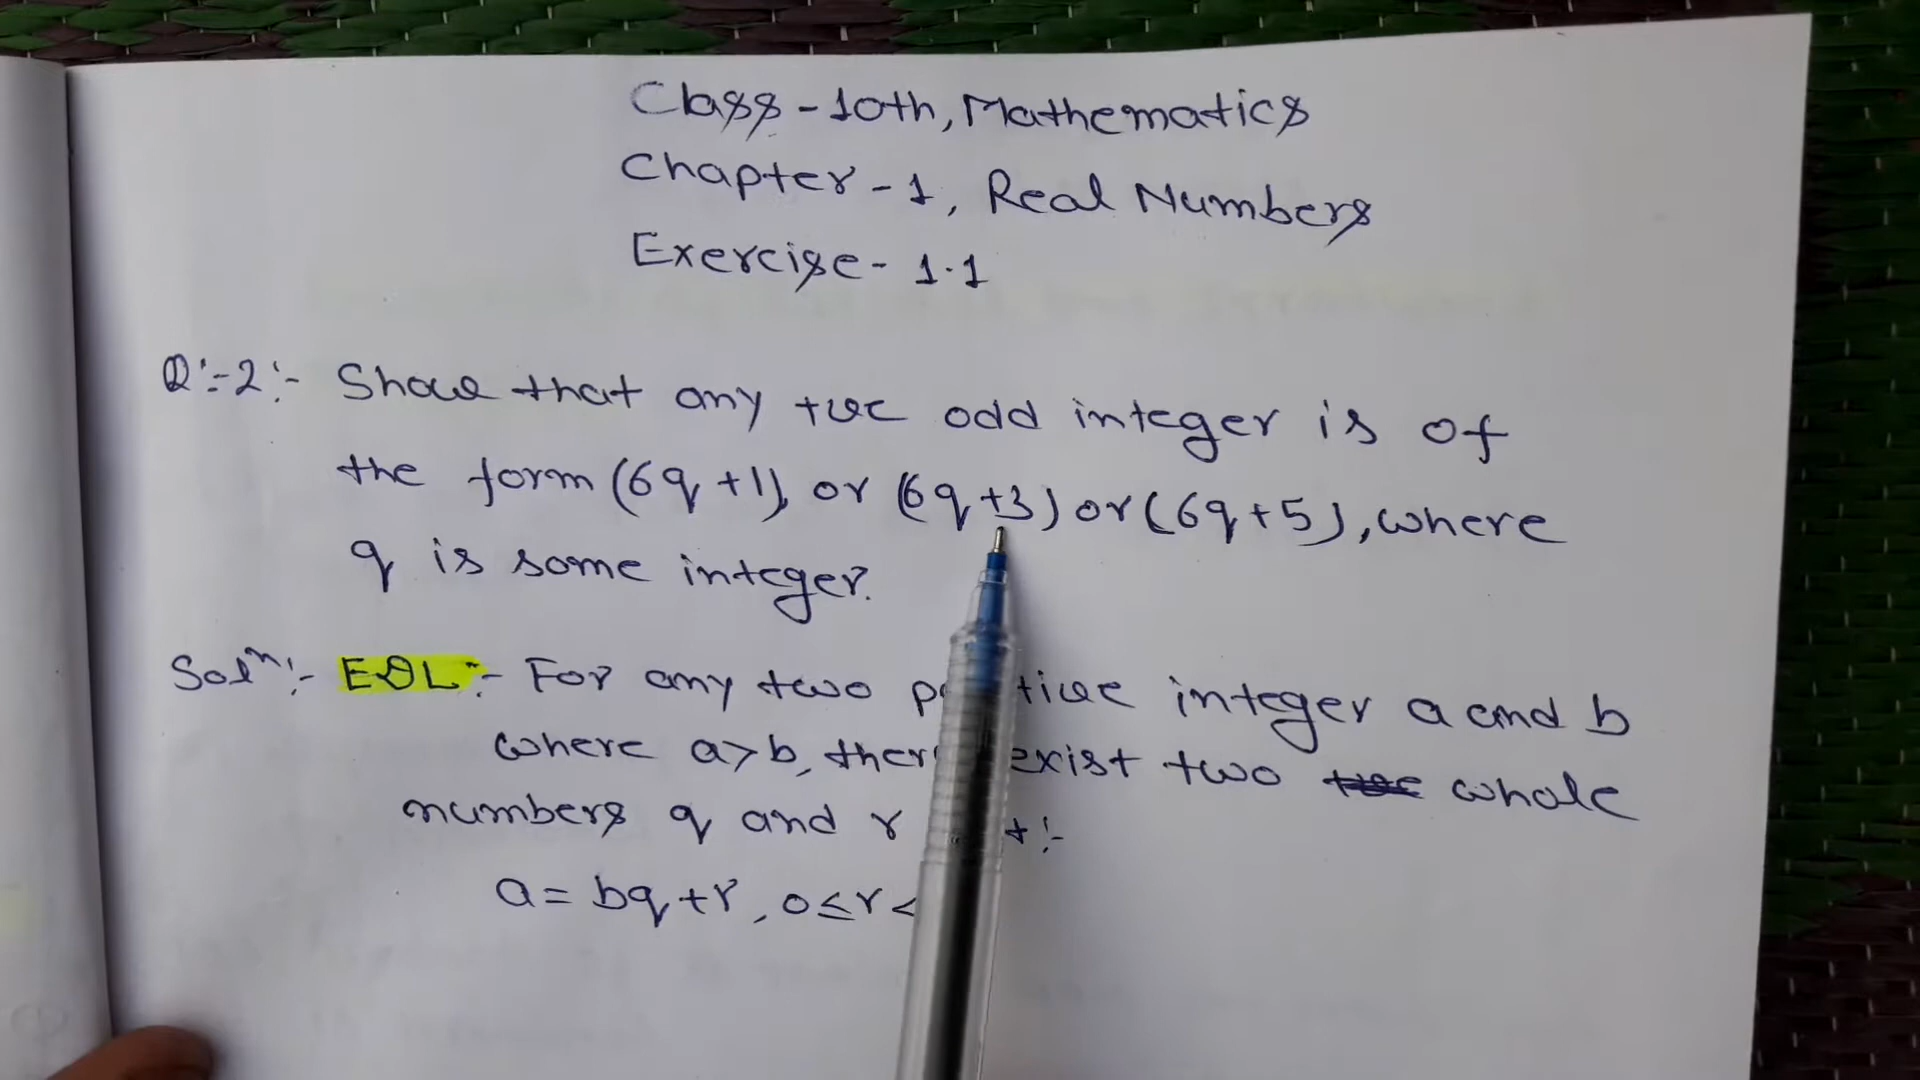 Class - 10th, Mathematics
Chapter - 1, Real Numbers
Exercise - 1.1
Q:-2:- Show that any +ve odd integer is of
the form (6q+1), or (6q+3) or (6q+5), where
q is some integer.
Solⁿ:- EDL:- For any two positive integer a and b
where a>b, there exist two whole
numbers q and r
a = bq+r, 0≤r<